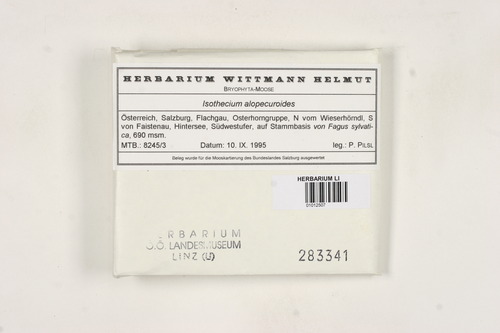 HERBARIUM WITTMANN HELMUT
BRYOPHYTA-MOOSE
Isothecium alopecuroides
Österreich, Salzburg, Flachgau, Osterhorngruppe, N vom Wieserhörndl, S
von Faistenau, Hintersee, Südwestufer, auf Stammbasis von Fagus sylvati-
ca, 690 msm.
MTB.: 8245/3 Datum: 10. IX. 1995 leg.: P. PILSL
Beleg wurde für die Mooskartierung des Bundeslandes Salzburg ausgewertet
HERBARIUM LI
01012507
ERBARIUM
O.Ö. LANDESMUSEUM
LINZ (U)
283341